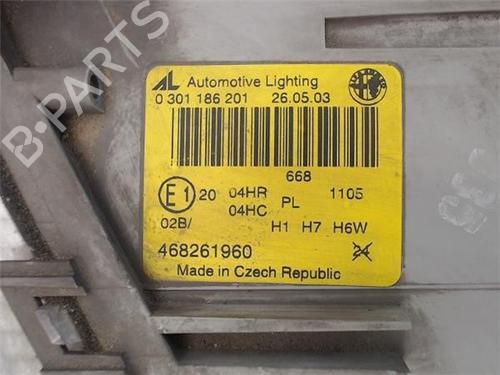 B-PARTS
AL Automotive Lighting
0 301 186 201 26.05.03
668
E1 20 04HR PL 1105
02B/ 04HC H1 H7 H6W
468261960 24
Made in Czech Republic